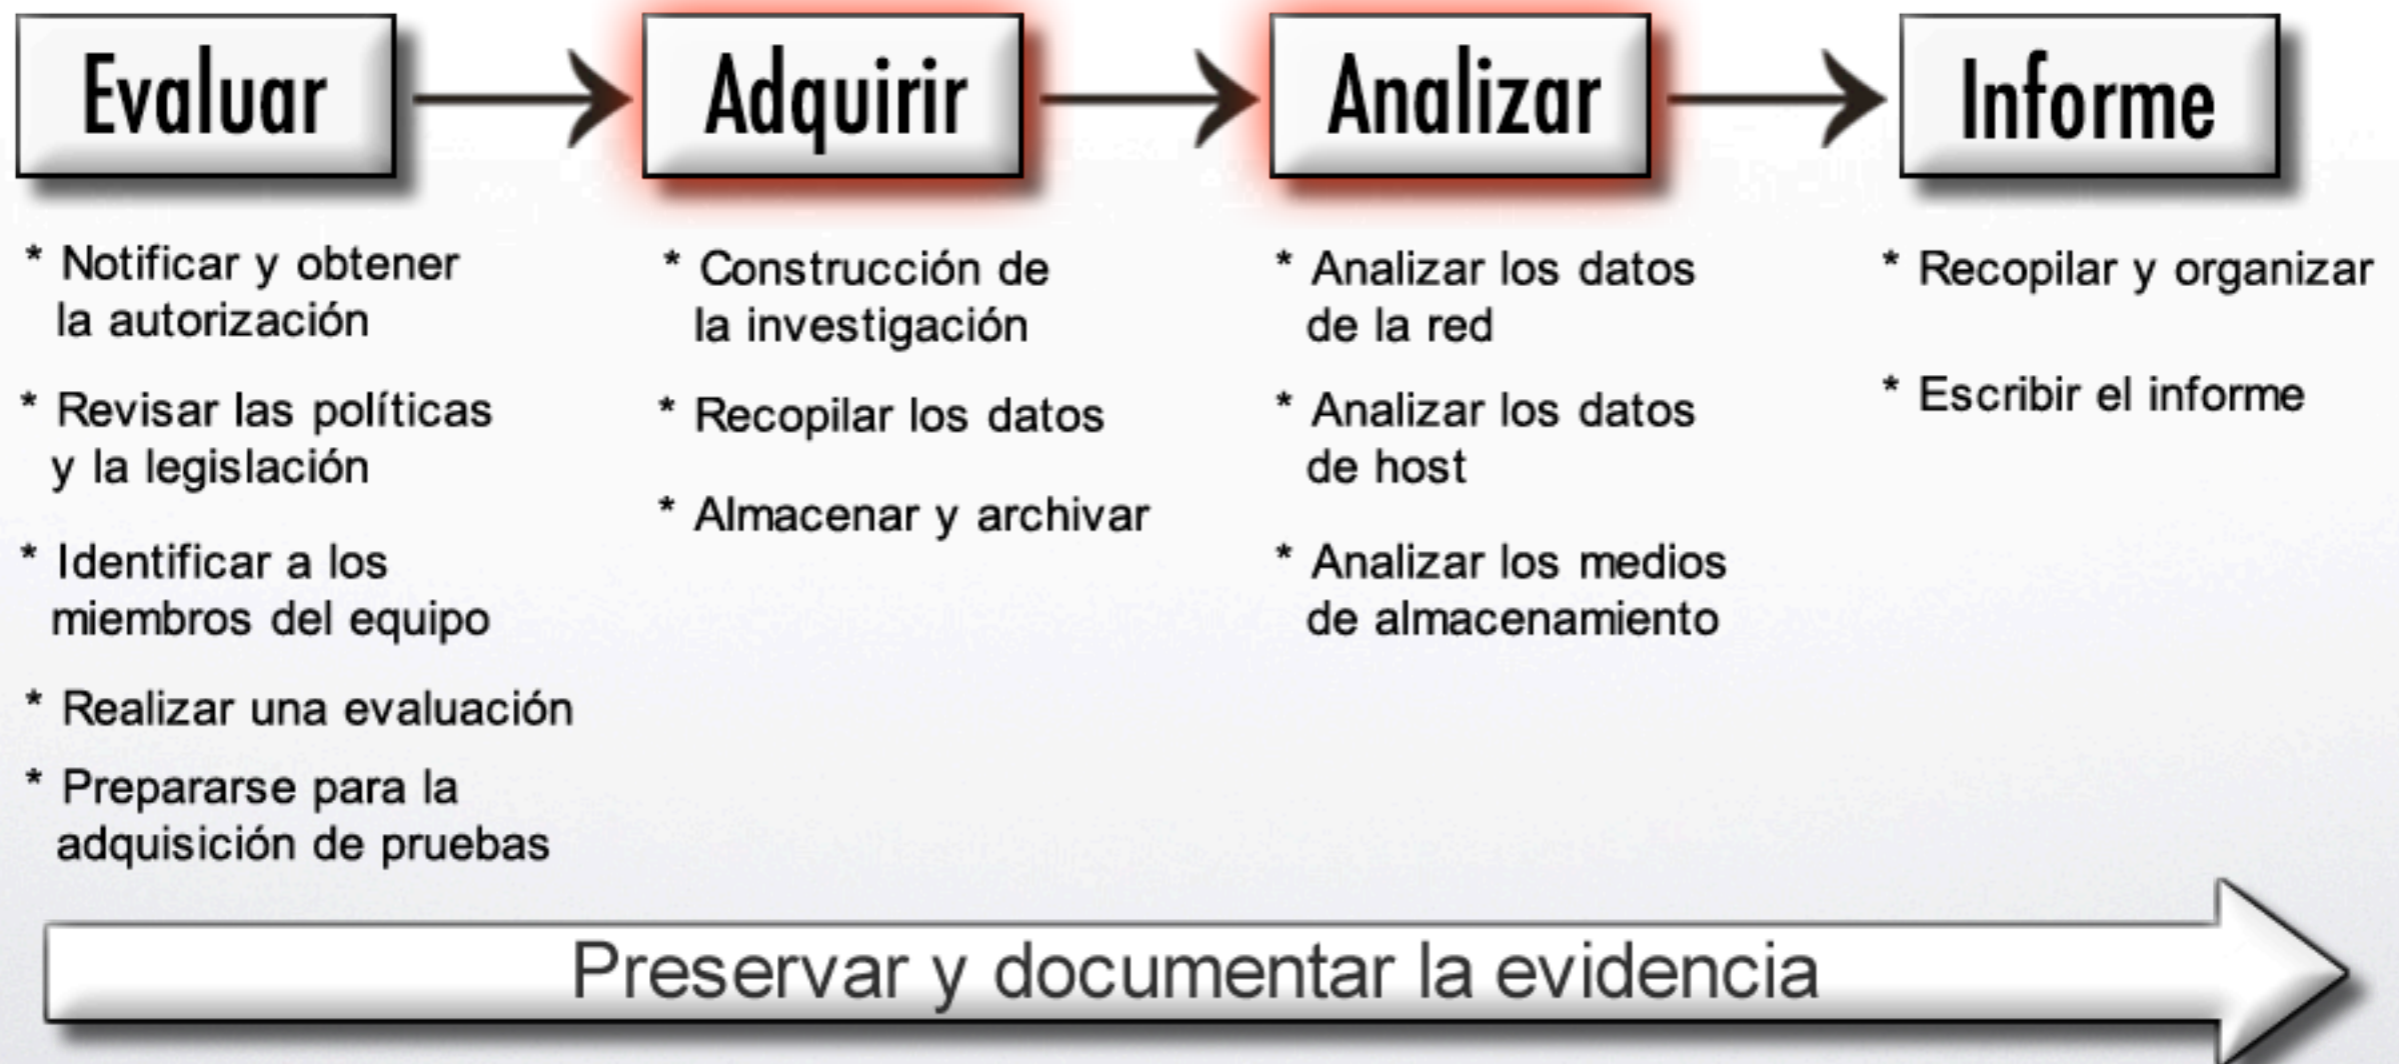 Evaluar
* Notificar y obtener
la autorización
* Revisar las políticas
y la legislación
* Identificar a los
miembros del equipo
* Realizar una evaluación
* Prepararse para la
adquisición de pruebas
Adquirir
* Construcción de
la investigación
* Recopilar los datos
* Almacenar y archivar
Analizar
* Analizar los datos
de la red
* Analizar los datos
de host
* Analizar los medios
de almacenamiento
Informe
* Recopilar y organizar
* Escribir el informe
Preservar y documentar la evidencia